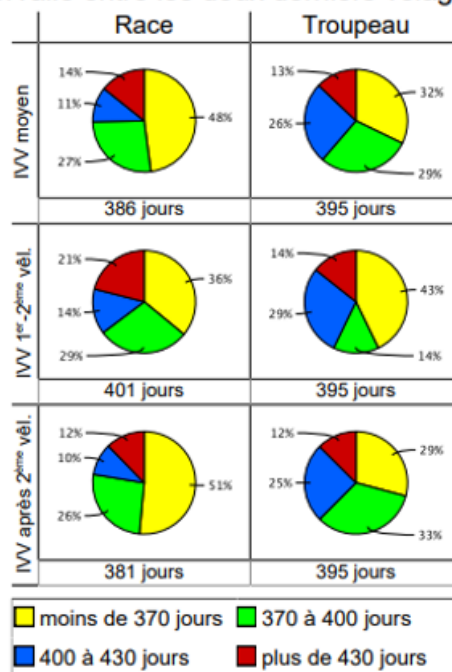 Race Troupeau
IVV moyen
14% 48% 11% 27%
13% 32% 26% 29%
386 jours 395 jours
IVV 1er-2ème vêl.
21% 36% 14% 29%
14% 43% 29% 14%
401 jours 395 jours
IVV après 2ème vêl.
12% 51% 10% 26%
12% 29% 25% 33%
381 jours 395 jours
moins de 370 jours 370 à 400 jours
400 à 430 jours plus de 430 jours